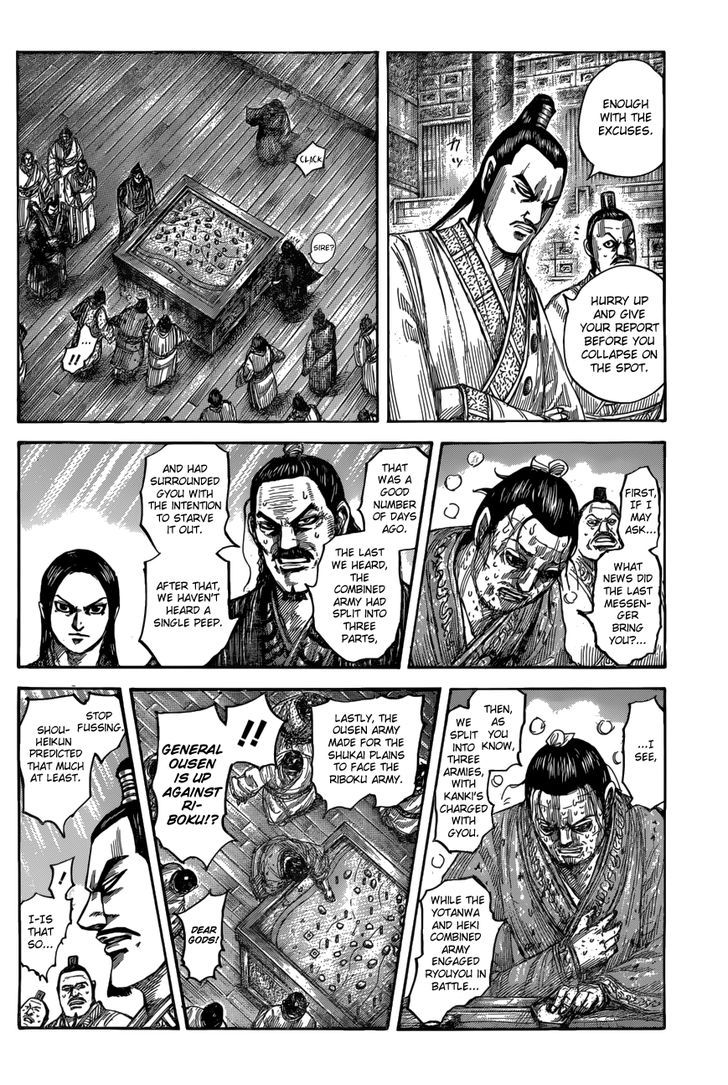 ENOUGH
WITH THE
EXCUSES.
ガッ
HURRY UP
AND GIVE
YOUR REPORT
BEFORE YOU
COLLAPSE ON
THE SPOT.
CLACK
SIRE?
!!
FIRST,
IF I
MAY
ASK...
WHAT
NEWS DID
THE LAST
MESSEN-
GER
BRING
YOU?...
THAT
WAS A
GOOD
NUMBER
OF DAYS
AGO.
THE LAST
WE HEARD,
THE
COMBINED
ARMY HAD
SPLIT INTO
THREE
PARTS,
AND HAD
SURROUNDED
GYOU WITH
THE INTENTION
TO STARVE
IT OUT.
AFTER THAT,
WE HAVEN'T
HEARD A
SINGLE PEEP.
...I
SEE,
THEN,
AS YOU
KNOW,
WE
SPLIT
INTO
THREE
ARMIES,
WITH
KANKI'S
CHARGED
WITH
GYOU.
WHILE THE
YOTANWA
AND HEKI
COMBINED
ARMY
ENGAGED
RYOUYOU IN
BATTLE...
LASTLY, THE
OUSEN ARMY
MADE FOR THE
SHUKAI PLAINS
TO FACE THE
RIBOKU ARMY.
!!
GENERAL
OUSEN
IS UP
AGAINST
RI-
BOKU!?
DEAR
GODS!
STOP
FUSSING.
SHOU-
HEIKUN
PREDICTED
THAT MUCH
AT LEAST.
!
I-IS
THAT
SO...